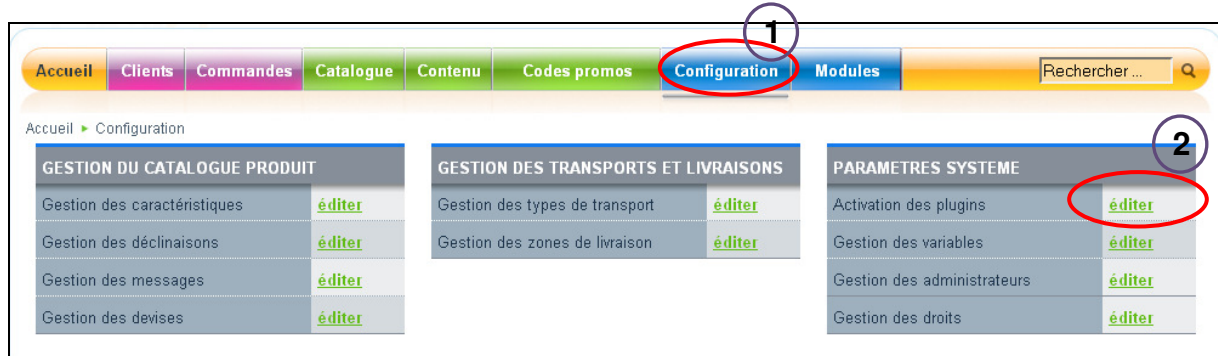 1
Accueil Clients Commandes Catalogue Contenu Codes promos Configuration Modules Rechercher ...
Accueil ▸ Configuration
2
GESTION DU CATALOGUE PRODUIT
Gestion des caractéristiques éditer
Gestion des déclinaisons éditer
Gestion des messages éditer
Gestion des devises éditer
GESTION DES TRANSPORTS ET LIVRAISONS
Gestion des types de transport éditer
Gestion des zones de livraison éditer
PARAMETRES SYSTEME
Activation des plugins éditer
Gestion des variables éditer
Gestion des administrateurs éditer
Gestion des droits éditer